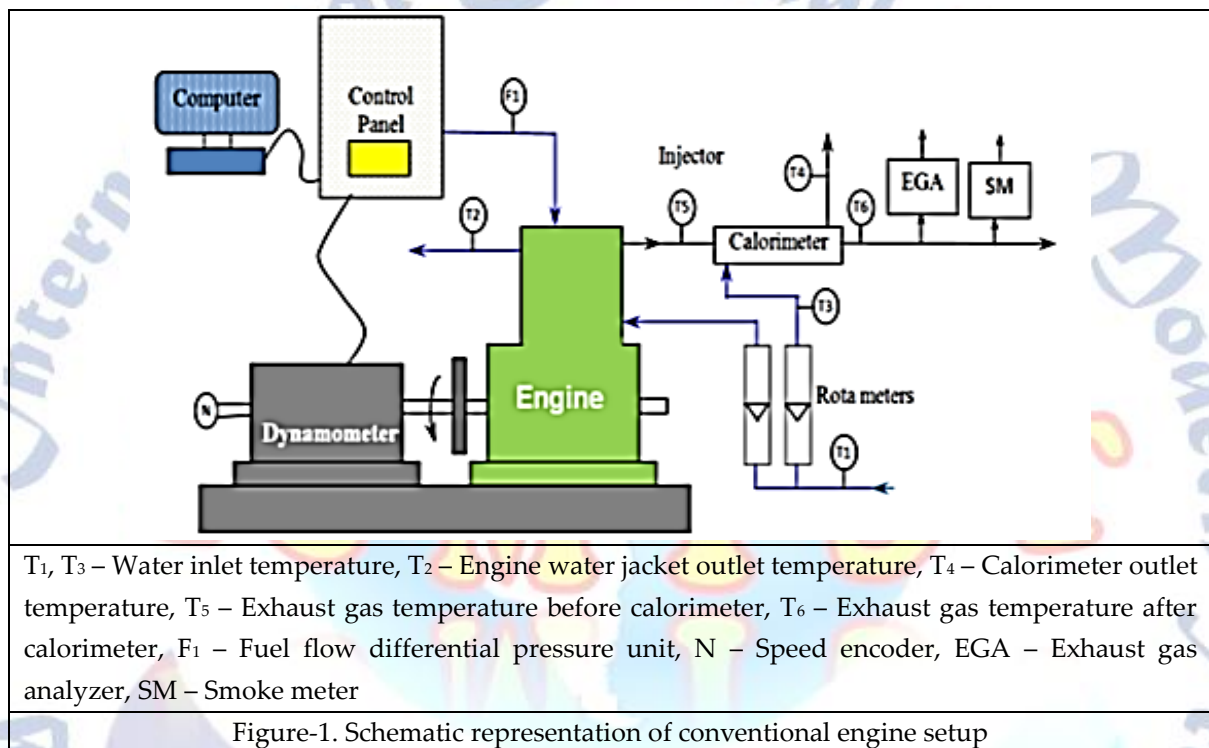 Computer
Control
Panel
F1
Injector
T2
T5
T4
T6
EGA
SM
Calorimeter
T3
Engine
Rota meters
N
Dynamometer
T1
T₁, T₃ – Water inlet temperature, T₂ – Engine water jacket outlet temperature, T₄ – Calorimeter outlet
temperature, T₅ – Exhaust gas temperature before calorimeter, T₆ – Exhaust gas temperature after
calorimeter, F₁ – Fuel flow differential pressure unit, N – Speed encoder, EGA – Exhaust gas
analyzer, SM – Smoke meter
Figure-1. Schematic representation of conventional engine setup